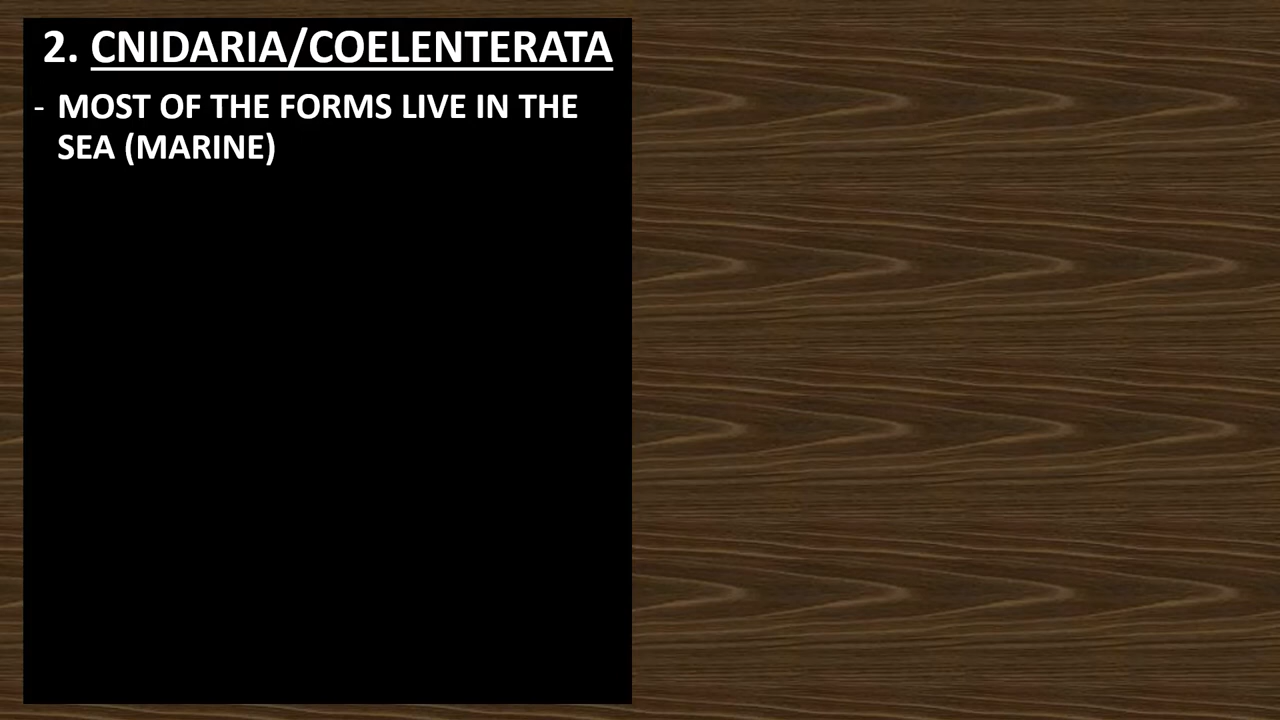 2. CNIDARIA/COELENTERATA
- MOST OF THE FORMS LIVE IN THE
SEA (MARINE)